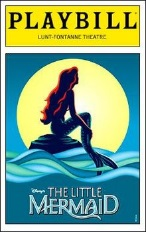 PLAYBILL
LUNT-FONTANNE THEATRE
Disney's
THE LITTLE
MERMAID